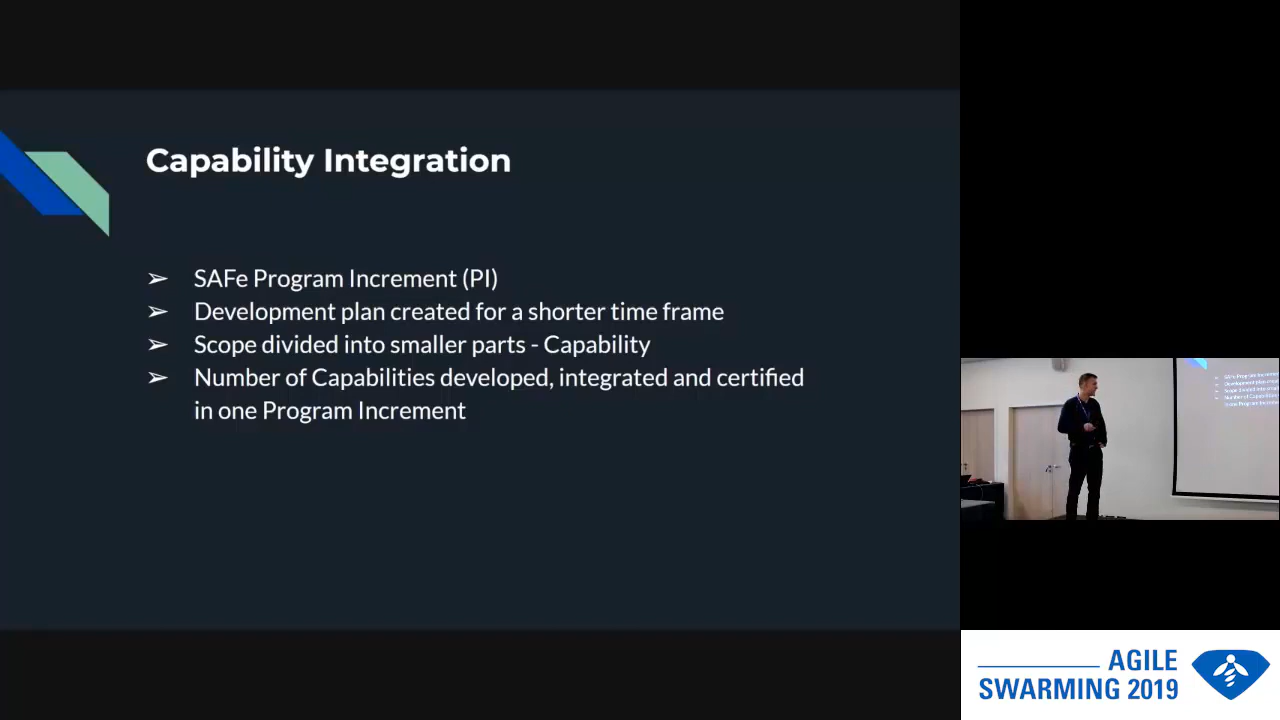 Capability Integration
➢ SAFe Program Increment (PI)
➢ Development plan created for a shorter time frame
➢ Scope divided into smaller parts - Capability
➢ Number of Capabilities developed, integrated and certified
in one Program Increment
AGILE
SWARMING 2019